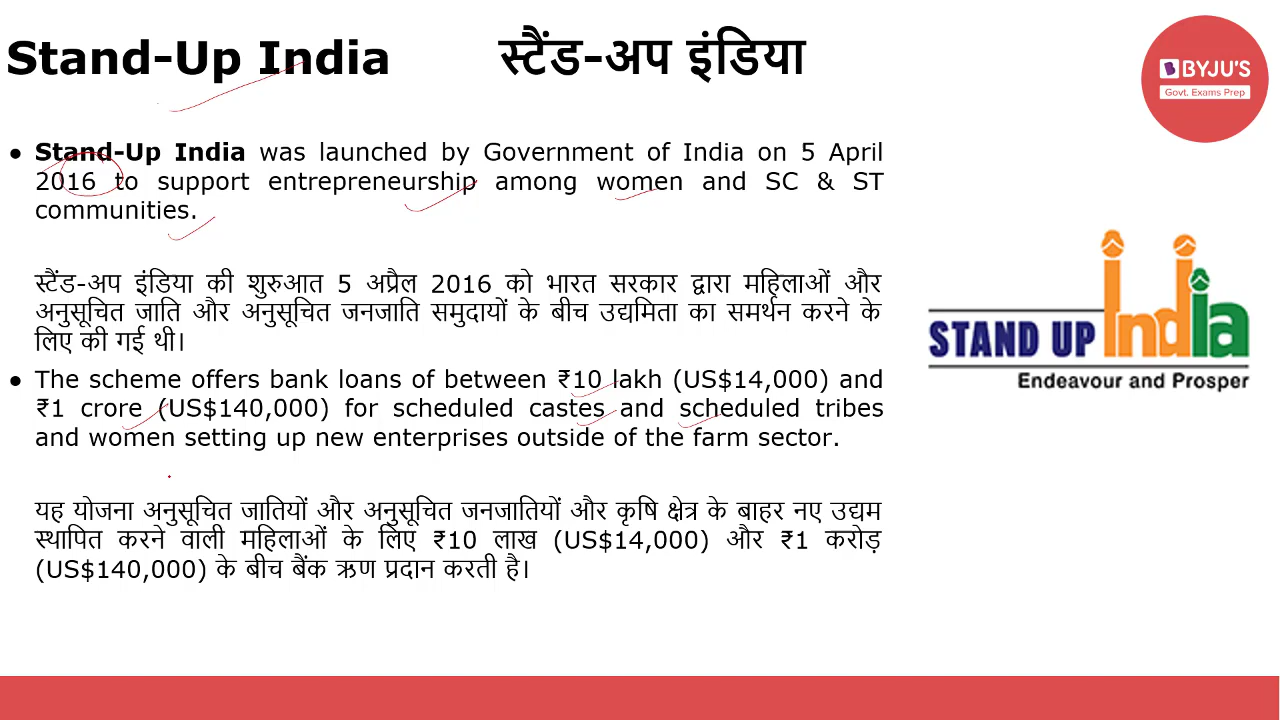 Stand-Up India स्टैंड-अप इंडिया
BYJU'S
Govt. Exams Prep
● Stand-Up India was launched by Government of India on 5 April
2016 to support entrepreneurship among women and SC & ST
communities.
स्टैंड-अप इंडिया की शुरुआत 5 अप्रैल 2016 को भारत सरकार द्वारा महिलाओं और
अनुसूचित जाति और अनुसूचित जनजाति समुदायों के बीच उद्यमिता का समर्थन करने के
लिए की गई थी।
● The scheme offers bank loans of between ₹10 lakh (US$14,000) and
₹1 crore (US$140,000) for scheduled castes and scheduled tribes
and women setting up new enterprises outside of the farm sector.
यह योजना अनुसूचित जातियों और अनुसूचित जनजातियों और कृषि क्षेत्र के बाहर नए उद्यम
स्थापित करने वाली महिलाओं के लिए ₹10 लाख (US$14,000) और ₹1 करोड़
(US$140,000) के बीच बैंक ऋण प्रदान करती है।
STAND UP India
Endeavour and Prosper